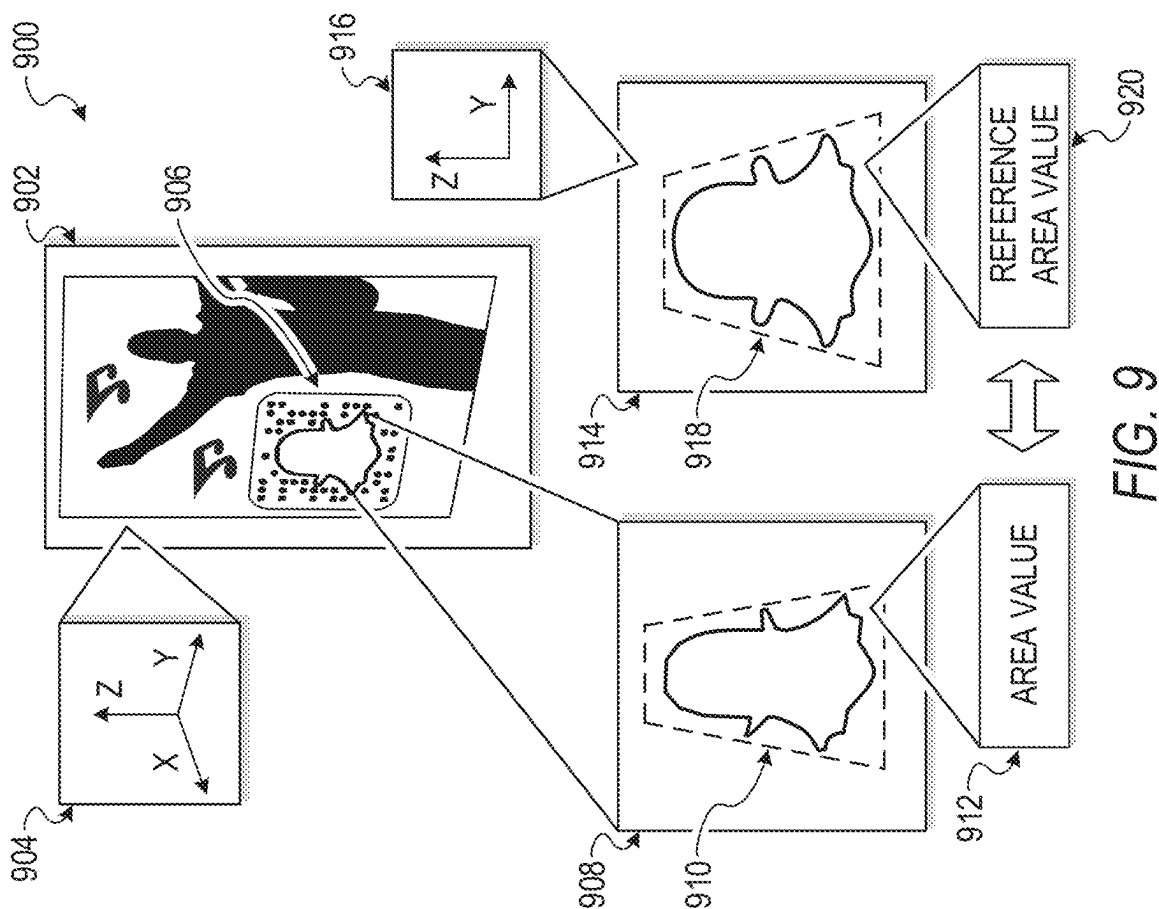 900
902
906
904
X
Y
Z
916
Z
Y
908
910
914
918
912
AREA VALUE
REFERENCE
AREA VALUE
920
FIG. 9